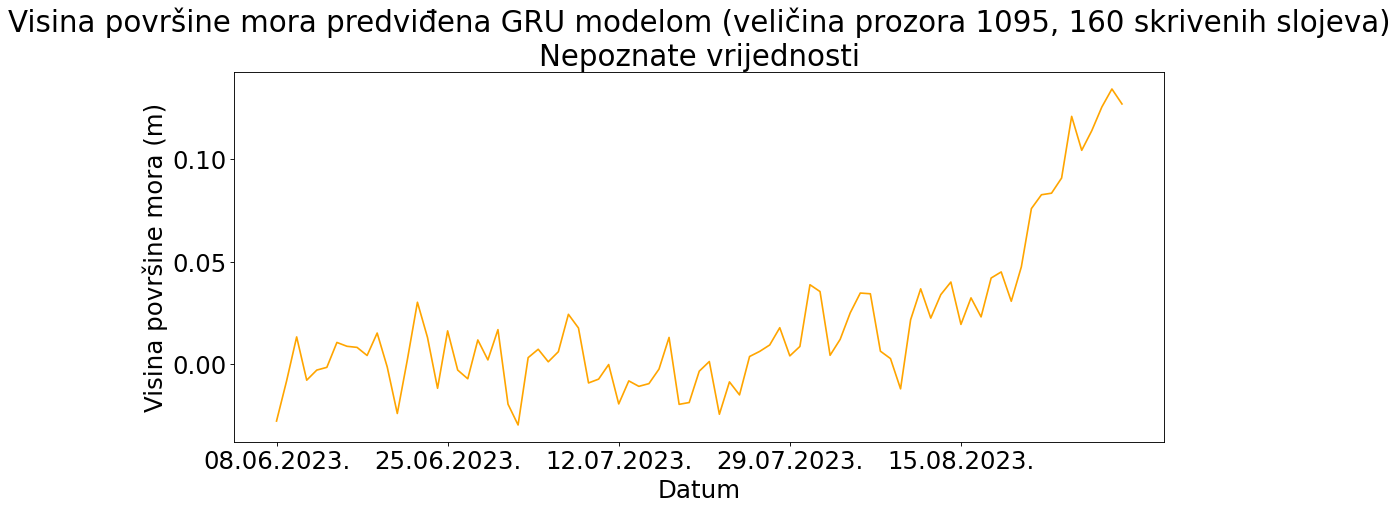 Visina površine mora predviđena GRU modelom (veličina prozora 1095, 160 skrivenih slojeva)
Nepoznate vrijednosti
Visina površine mora (m)
0.10
0.05
0.00
08.06.2023.
25.06.2023.
12.07.2023.
29.07.2023.
15.08.2023.
Datum